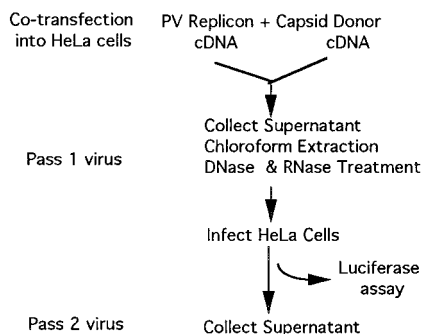 Co-transfection PV Replicon + Capsid Donor
into HeLa cells cDNA cDNA
Collect Supernatant
Chloroform Extraction
Pass 1 virus
DNase & RNase Treatment
Infect HeLa Cells
Luciferase
assay
Pass 2 virus Collect Supernatant